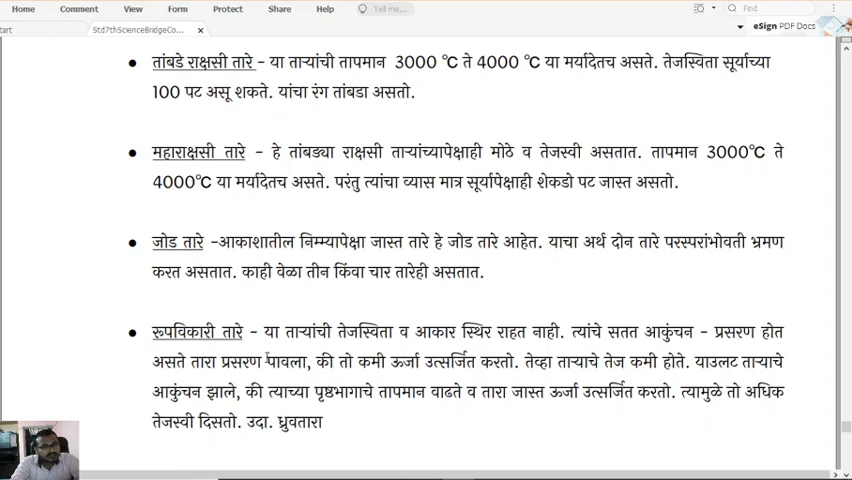 Home Comment View Form Protect Share Help Tell me... Find
tart Std7thScienceBridgeCo... eSign PDF Docs
• तांबडे राक्षसी तारे - या ताऱ्यांची तापमान 3000 ℃ ते 4000 ℃ या मर्यादेतच असते. तेजस्विता सूर्याच्या
100 पट असू शकते. यांचा रंग तांबडा असतो.
• महाराक्षसी तारे - हे तांबड्या राक्षसी ताऱ्यांच्यापेक्षाही मोठे व तेजस्वी असतात. तापमान 3000℃ ते
4000℃ या मर्यादेतच असते. परंतु त्यांचा व्यास मात्र सूर्यापेक्षाही शेकडो पट जास्त असतो.
• जोड तारे -आकाशातील निम्म्यापेक्षा जास्त तारे हे जोड तारे आहेत. याचा अर्थ दोन तारे परस्परांभोवती भ्रमण
करत असतात. काही वेळा तीन किंवा चार तारेही असतात.
• रूपविकारी तारे - या ताऱ्यांची तेजस्विता व आकार स्थिर राहत नाही. त्यांचे सतत आकुंचन - प्रसरण होत
असते तारा प्रसरण पावला, की तो कमी ऊर्जा उत्सर्जित करतो. तेव्हा ताऱ्याचे तेज कमी होते. याउलट ताऱ्याचे
आकुंचन झाले, की त्याच्या पृष्ठभागाचे तापमान वाढते व तारा जास्त ऊर्जा उत्सर्जित करतो. त्यामुळे तो अधिक
तेजस्वी दिसतो. उदा. ध्रुवतारा